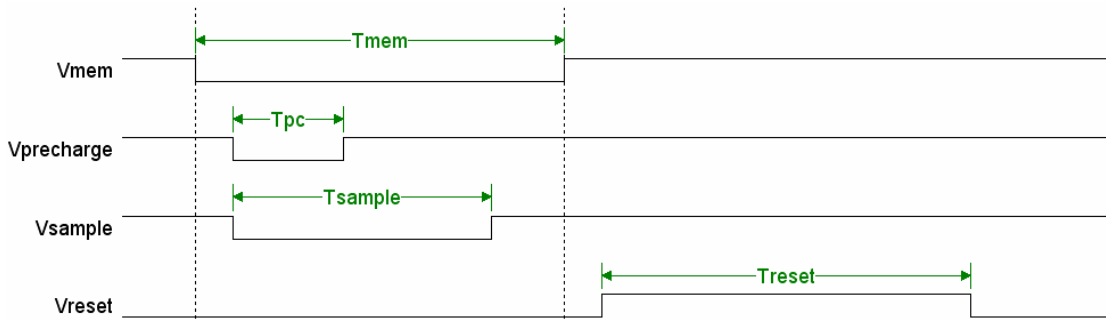 Tmem
Vmem
Tpc
Vprecharge
Tsample
Vsample
Treset
Vreset